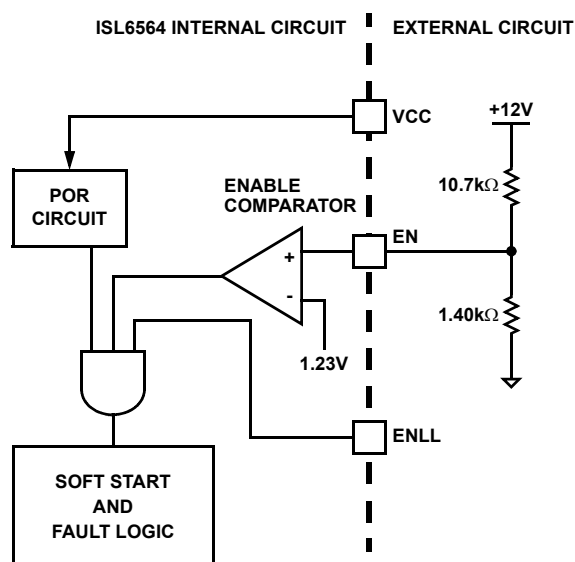 ISL6564 INTERNAL CIRCUIT
EXTERNAL CIRCUIT
VCC
+12V
POR
CIRCUIT
ENABLE
COMPARATOR
10.7kΩ
EN
+
-
1.23V
1.40kΩ
ENLL
SOFT START
AND
FAULT LOGIC